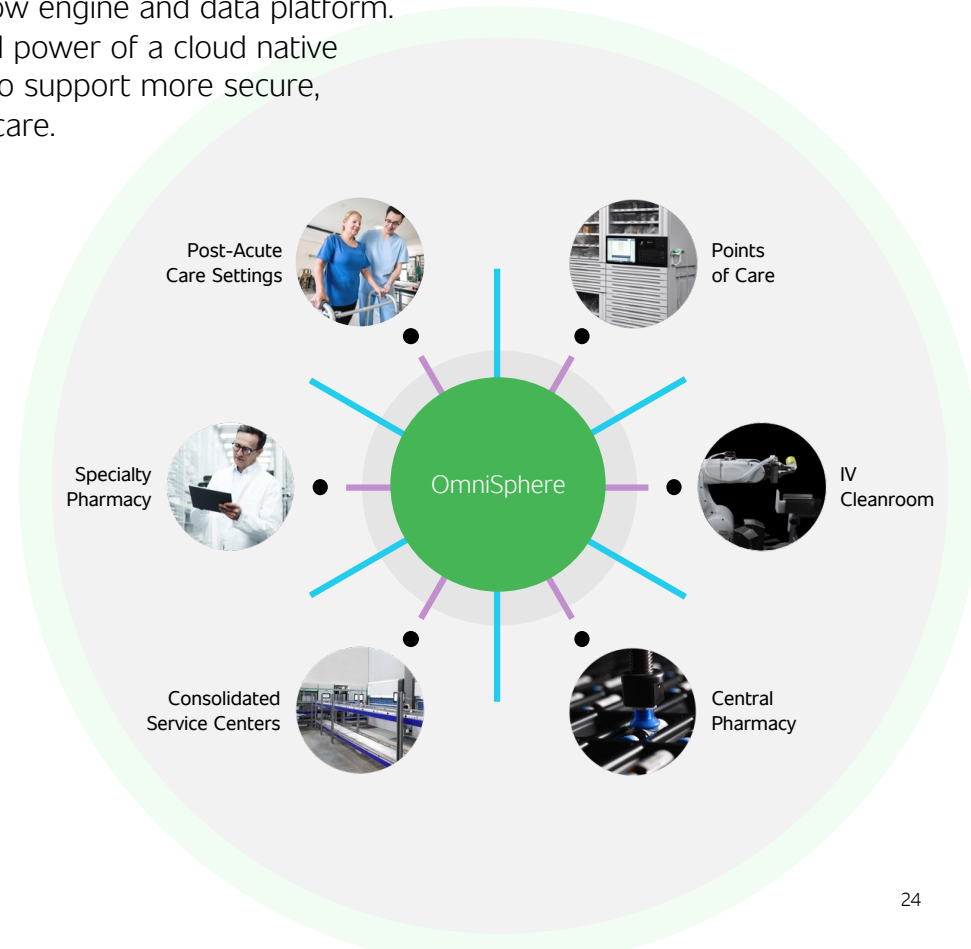 ow engine and data platform.
power of a cloud native
o support more secure,
care.
Post-Acute
Care Settings
Points
of Care
Specialty
Pharmacy
OmniSphere
IV
Cleanroom
Consolidated
Service Centers
Central
Pharmacy
24